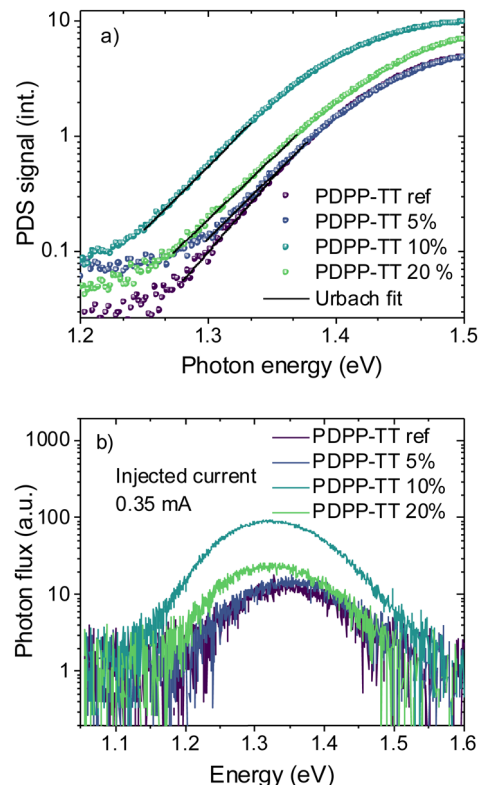 a)
10
1
0.1
PDS signal (int.)
PDPP-TT ref
PDPP-TT 5%
PDPP-TT 10%
PDPP-TT 20 %
Urbach fit
1.2 1.3 1.4 1.5
Photon energy (eV)
b)
1000
100
10
1
Photon flux (a.u.)
Injected current
0.35 mA
PDPP-TT ref
PDPP-TT 5%
PDPP-TT 10%
PDPP-TT 20%
1.1 1.2 1.3 1.4 1.5 1.6
Energy (eV)